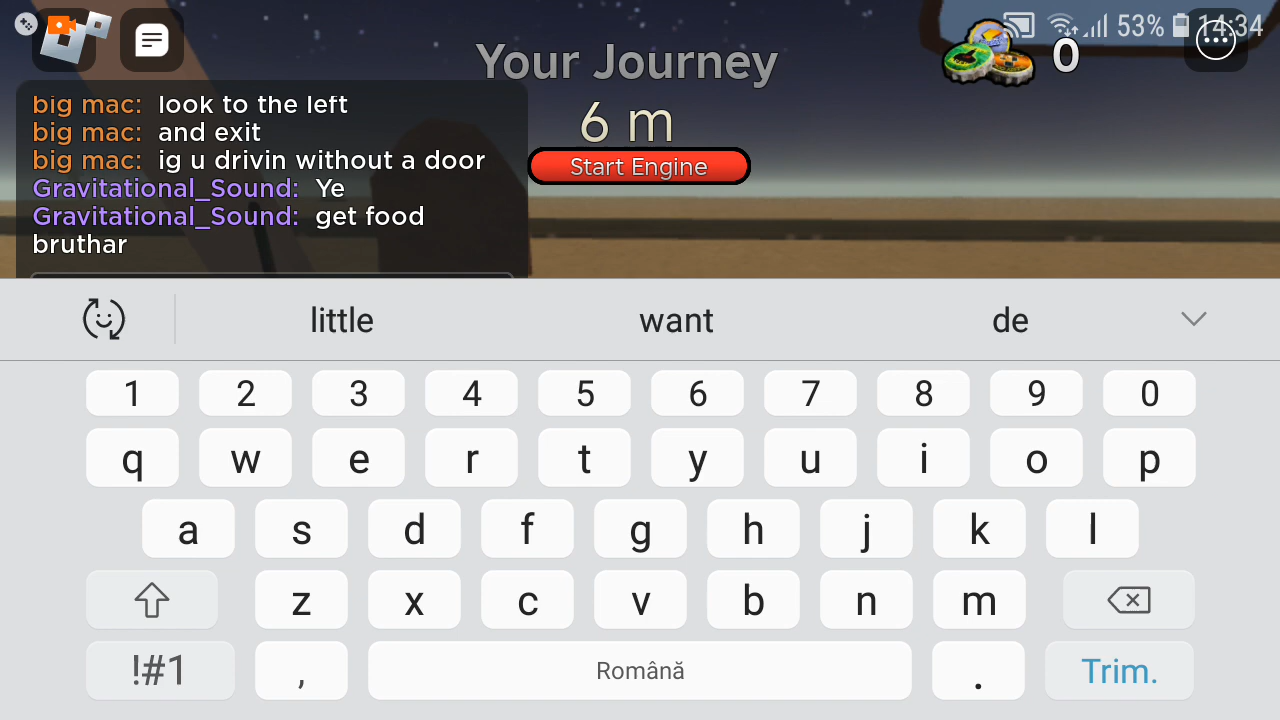 53% 14:34
Your Journey
0
6 m
Start Engine
big mac: look to the left
big mac: and exit
big mac: ig u drivin without a door
Gravitational_Sound: Ye
Gravitational_Sound: get food
bruthar
little want de
1 2 3 4 5 6 7 8 9 0
q w e r t y u i o p
a s d f g h j k l
z x c v b n m
!#1 , Română . Trim.